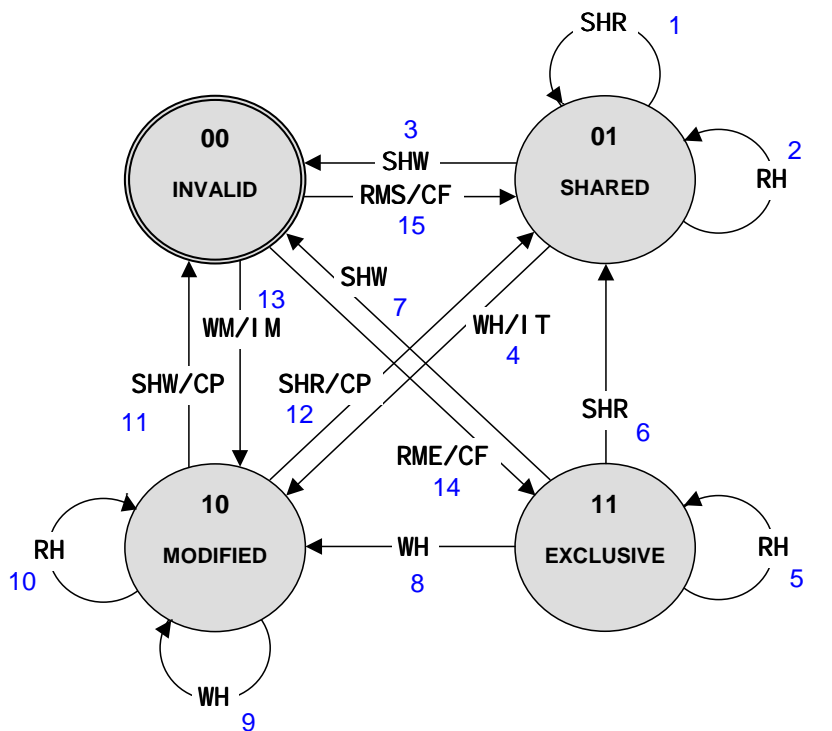 SHR
1
00
INVALID
3
SHW
RMS/CF
15
01
SHARED
2
RH
13
WM/IM
SHW
7
WH/IT
4
SHW/CP
11
SHR/CP
12
SHR
6
RME/CF
14
10
MODIFIED
RH
10
WH
8
11
EXCLUSIVE
RH
5
WH
9